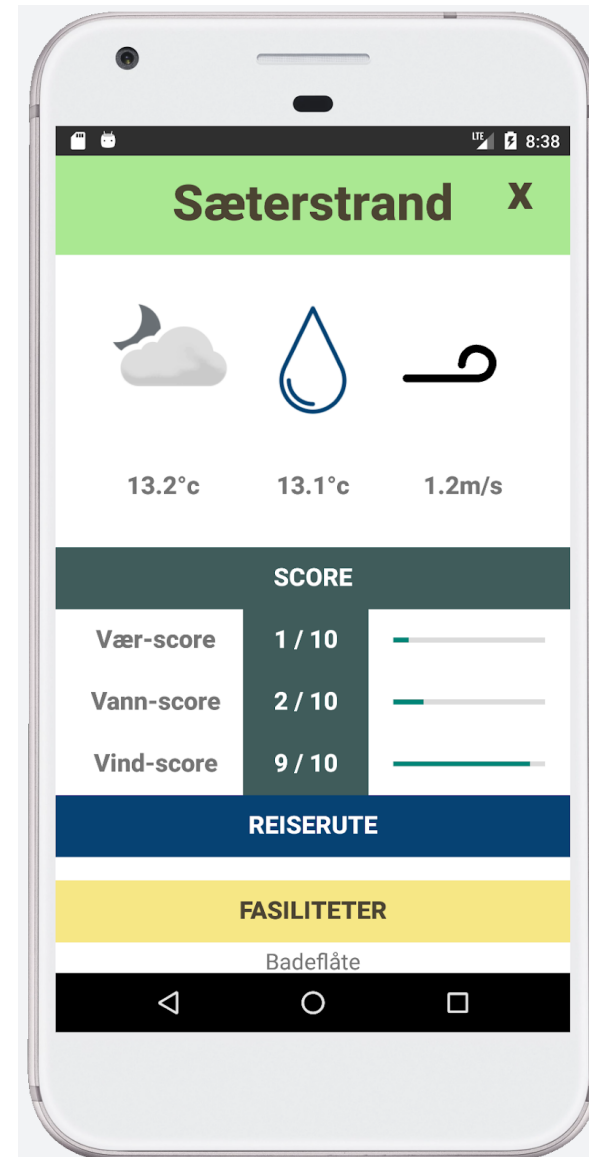 LTE 8:38
Sæterstrand X
13.2°c 13.1°c 1.2m/s
SCORE
Vær-score 1 / 10
Vann-score 2 / 10
Vind-score 9 / 10
REISERUTE
FASILITETER
Badeflåte